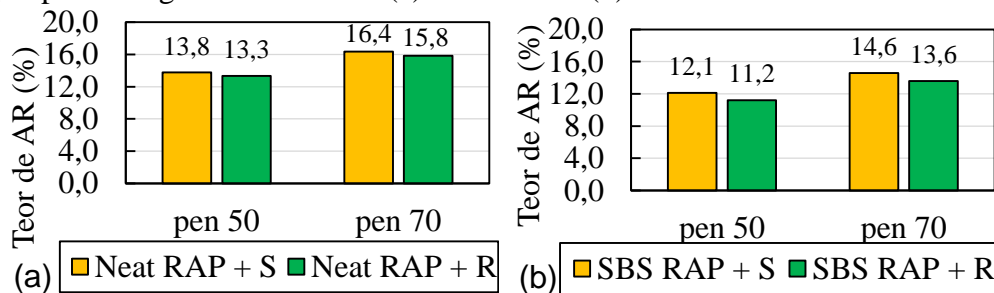 Teor de AR (%)
20,0
16,0
12,0
8,0
4,0
0,0
13,8
13,3
16,4
15,8
pen 50
pen 70
(a)
Neat RAP + S
Neat RAP + R
Teor de AR (%)
20,0
16,0
12,0
8,0
4,0
0,0
12,1
11,2
14,6
13,6
pen 50
pen 70
(b)
SBS RAP + S
SBS RAP + R